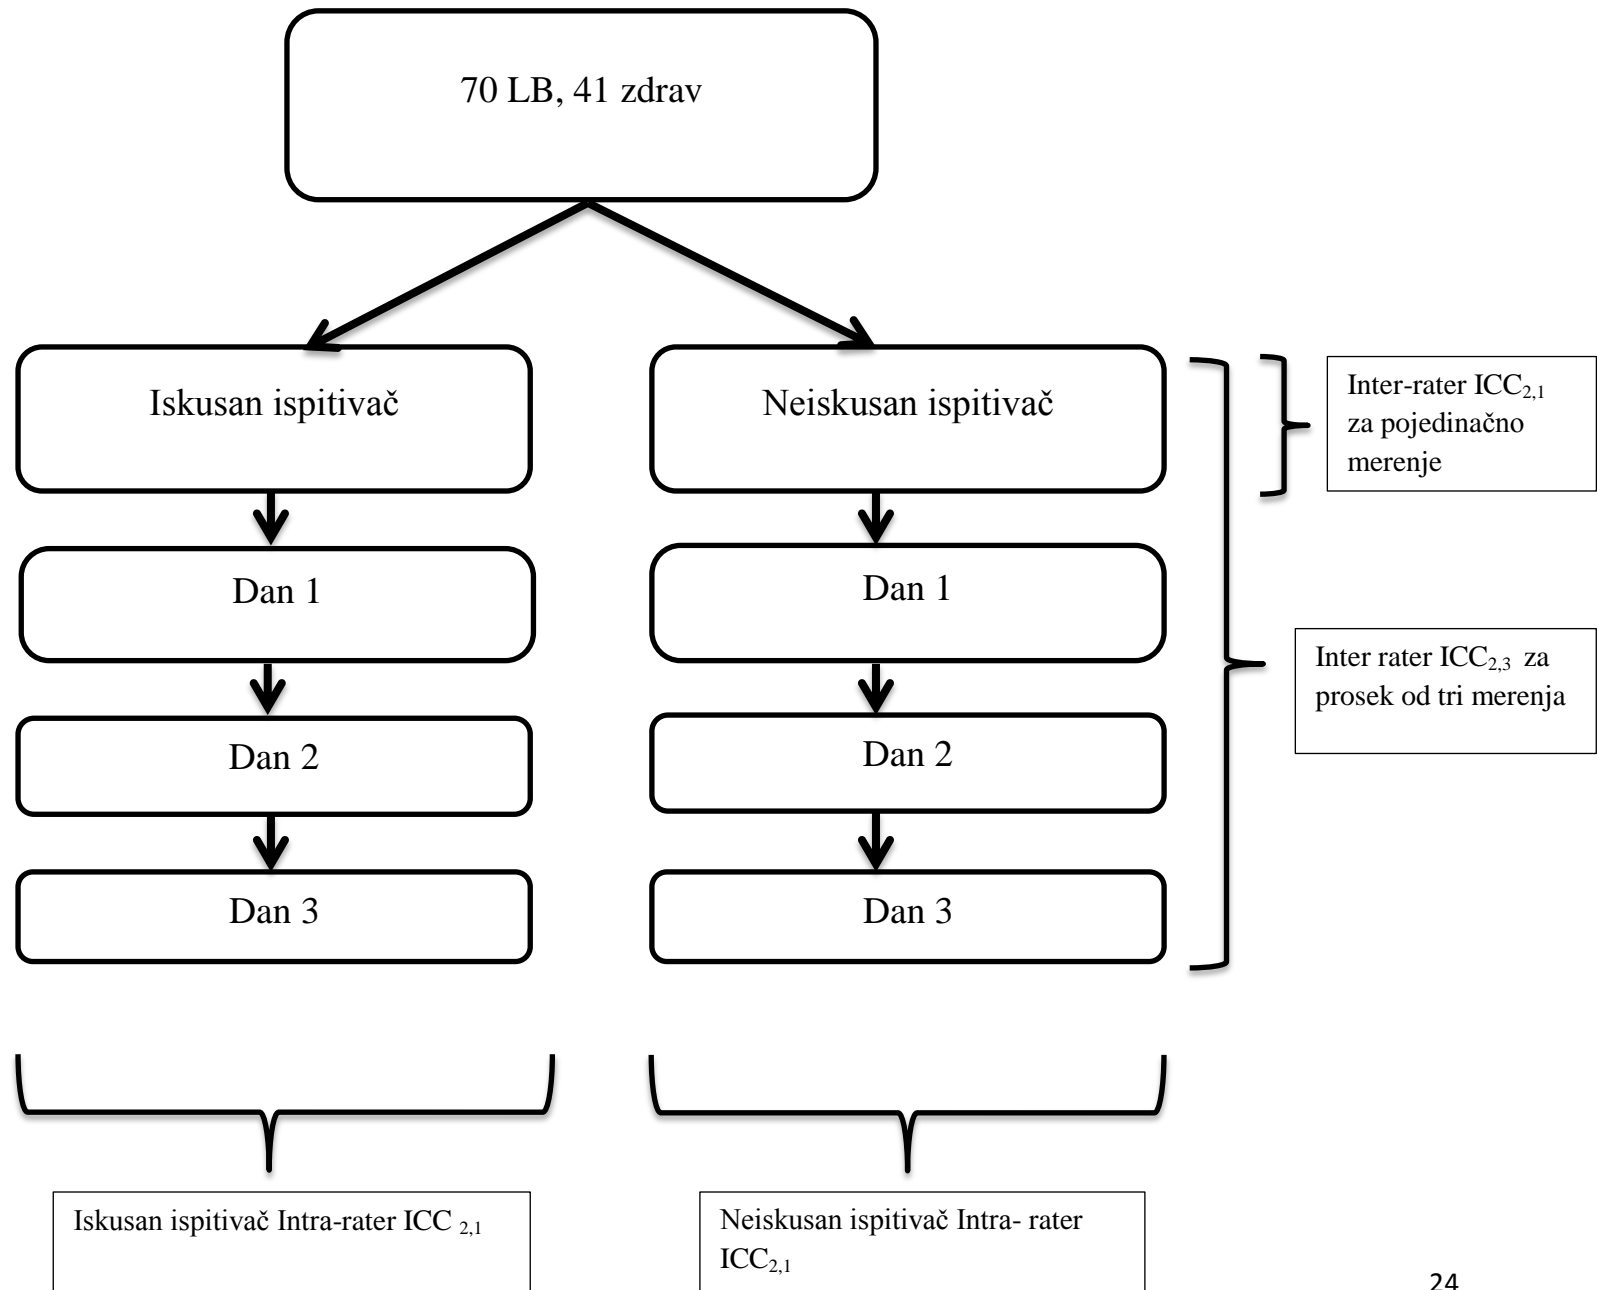 70 LB, 41 zdrav
Iskusan ispitivač
Neiskusan ispitivač
Inter-rater ICC₂,₁
za pojedinačno
merenje
Dan 1
Dan 1
Inter rater ICC₂,₃ za
prosek od tri merenja
Dan 2
Dan 2
Dan 3
Dan 3
Iskusan ispitivač Intra-rater ICC ₂,₁
Neiskusan ispitivač Intra- rater
ICC₂,₁
24